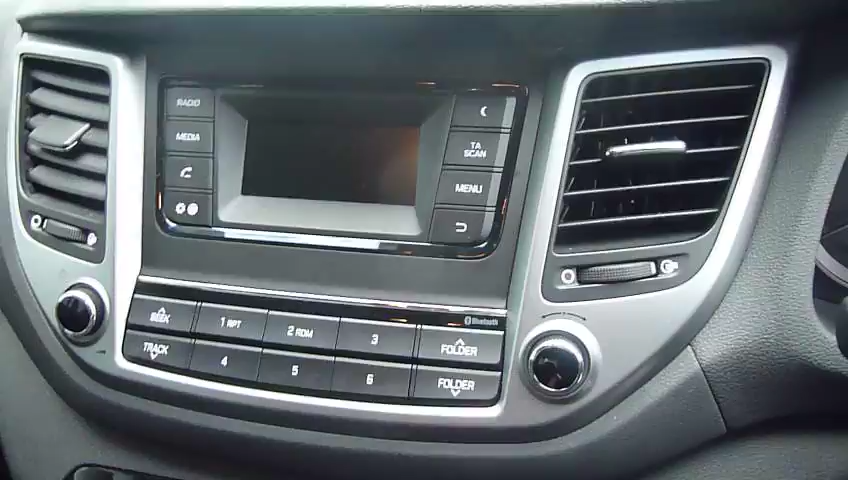 RADIO
MEDIA
TA
SCAN
MENU
Bluetooth
SEEK
TRACK
1 RPT
2 RDM
3
4
5
6
FOLDER
FOLDER